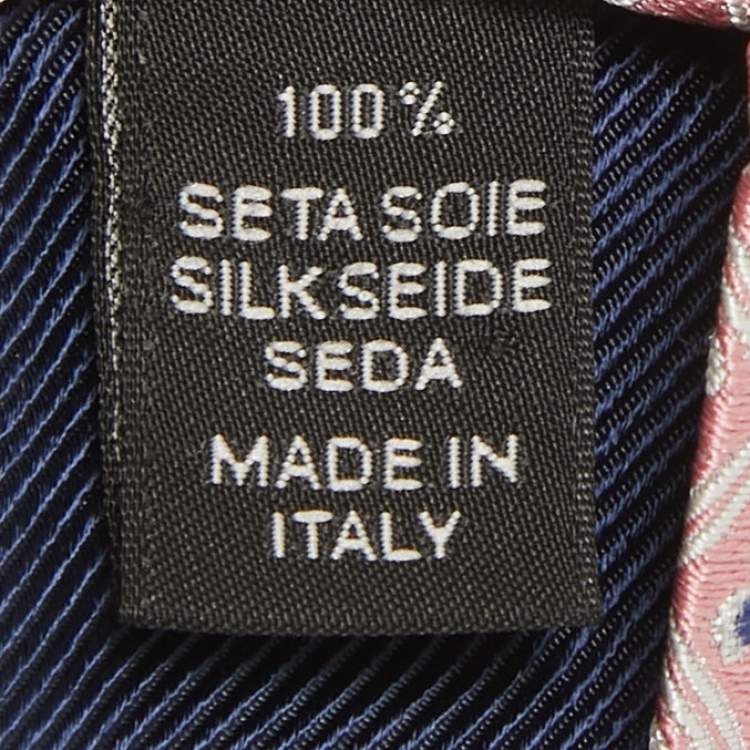 100%
SETA SOIE
SILK SEIDE
SEDA
MADE IN
ITALY